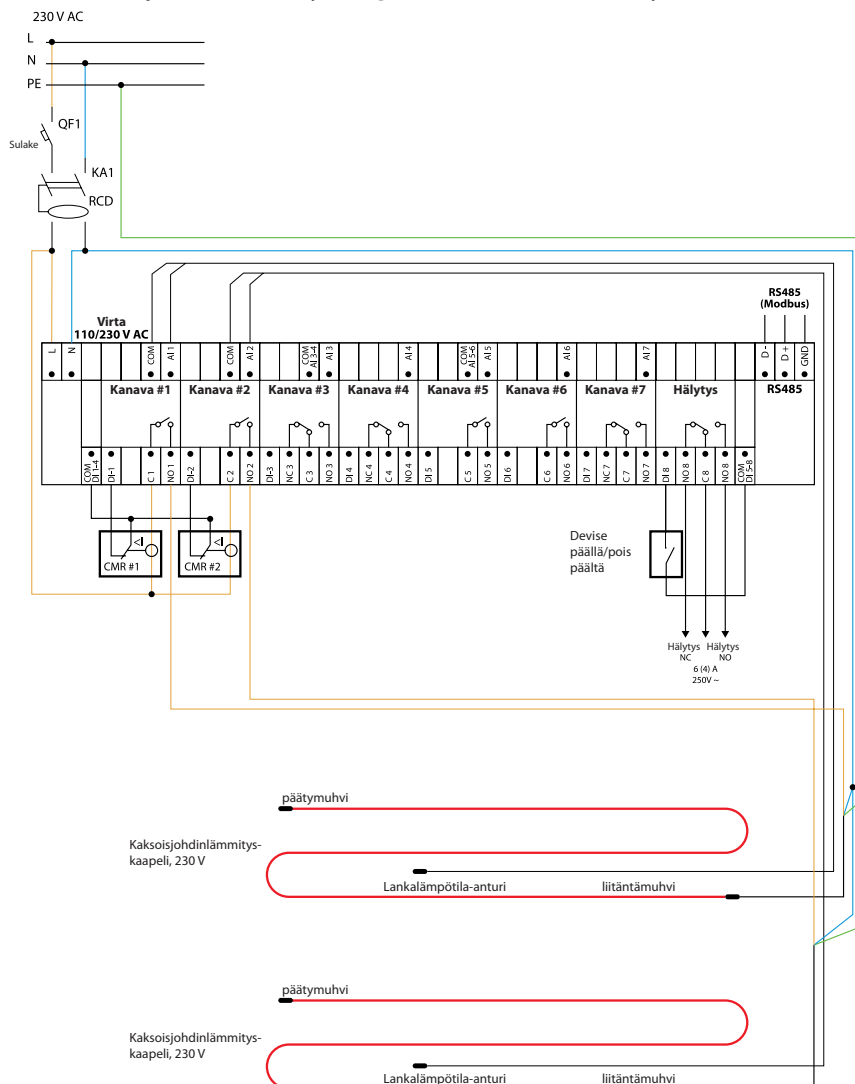 230 V AC
L
N
PE
QF1
Sulake
KA1
RCD
Virta
110/230 V AC
RS485
(Modbus)
L
N
COM
AI 1
COM
AI 2
COM
AI 3-4
AI 3
AI 4
COM
AI 5-6
AI 5
AI 6
AI 7
D -
D +
GND
Kanava #1
Kanava #2
Kanava #3
Kanava #4
Kanava #5
Kanava #6
Kanava #7
Hälytys
RS485
COM
DI 1-4
DI-1
C 1
NO 1
DI-2
C 2
NO 2
DI-3
NC 3
C 3
NO 3
DI 4
NC 4
C 4
NO 4
DI 5
C 5
NO 5
DI 6
C 6
NO 6
DI 7
NC 7
C 7
NO 7
DI 8
NO 8
C 8
NO 8
COM
DI 5-8
<I
CMR #1
<I
CMR #2
Devise
päällä/pois
päältä
Hälytys
NC
Hälytys
NO
6 (4) A
250V ~
päätymuhvi
Kaksoisjohdinlämmitys-
kaapeli, 230 V
Lankalämpötila-anturi
liitäntämuhvi
päätymuhvi
Kaksoisjohdinlämmitys-
kaapeli, 230 V
Lankalämpötila-anturi
liitäntämuhvi